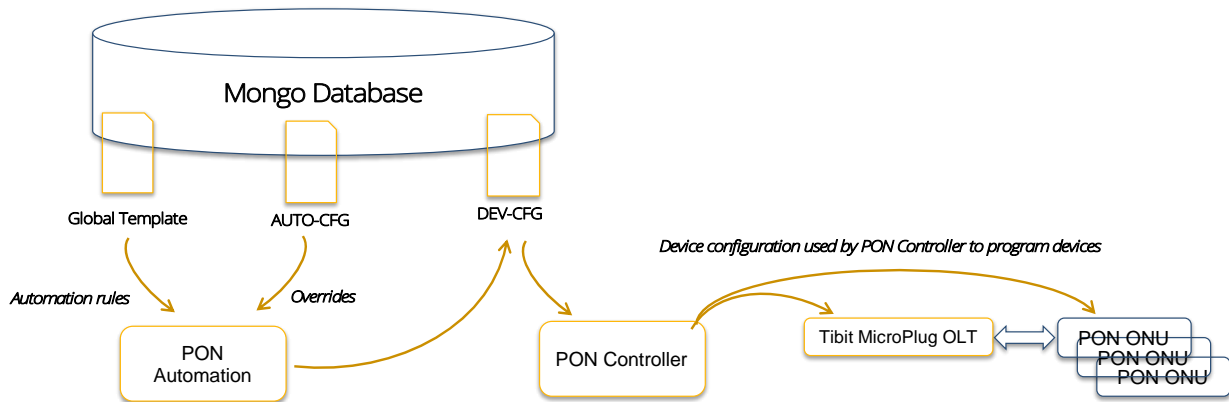 Mongo Database
Global Template
AUTO-CFG
DEV-CFG
Device configuration used by PON Controller to program devices
Automation rules
Overrides
PON
Automation
PON Controller
Tibit MicroPlug OLT
PON ONU
PON ONU
PON ONU